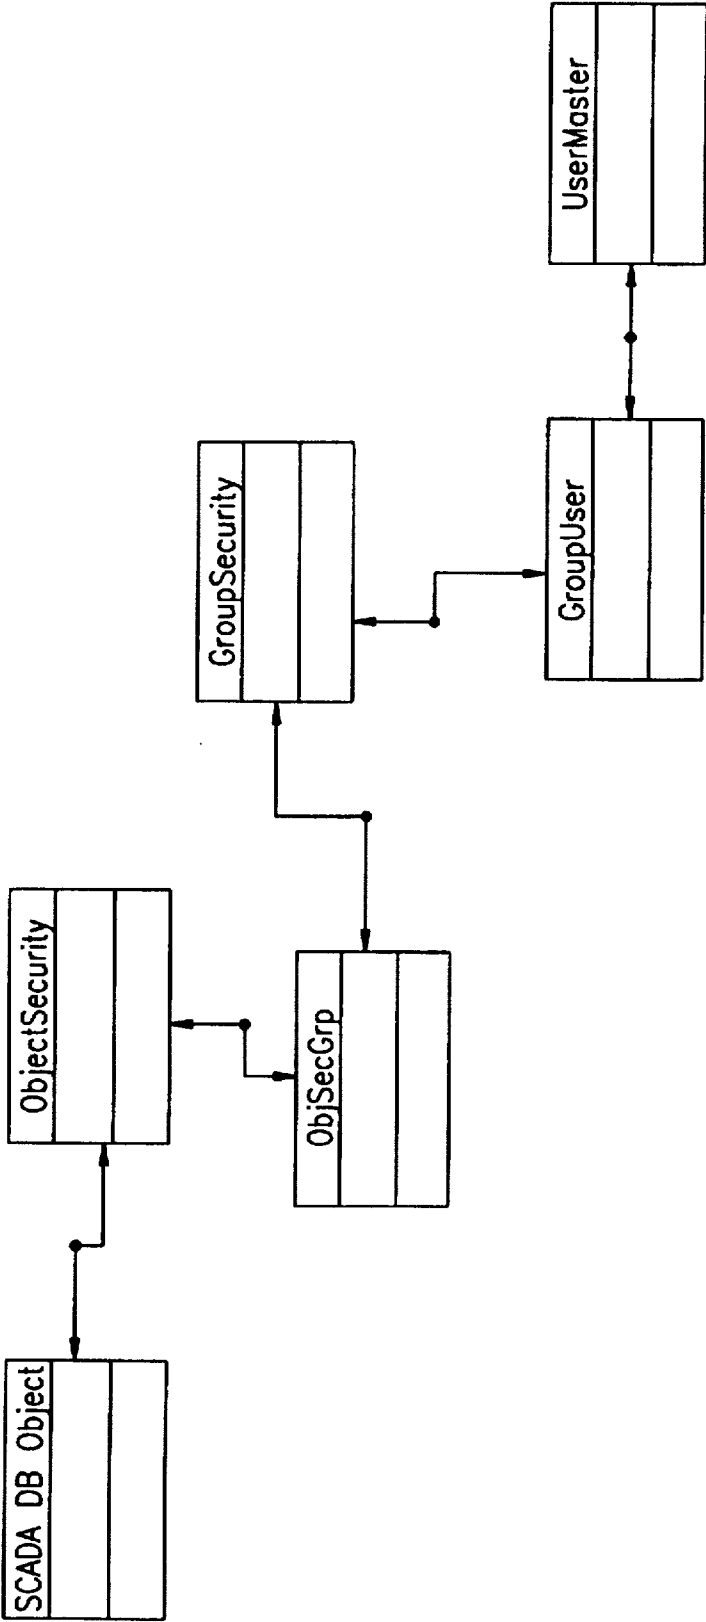 SCADA DB Object
ObjectSecurity
ObjSecGrp
GroupSecurity
GroupUser
UserMaster